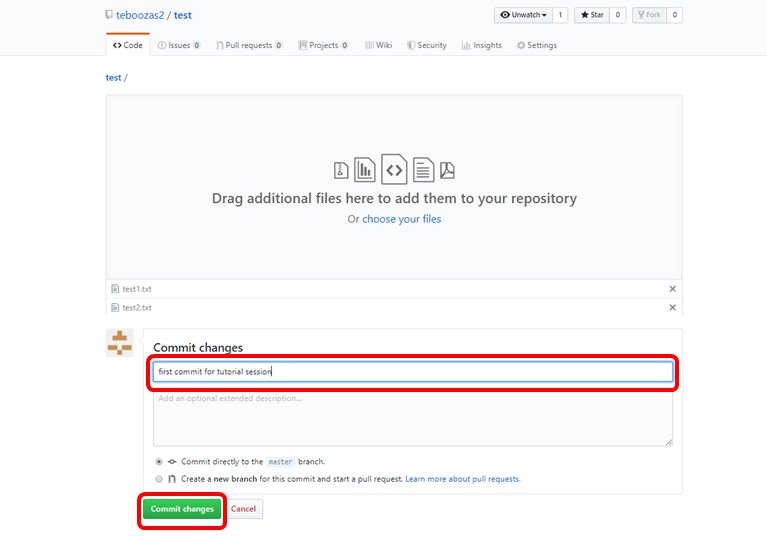 teboozas2 / test
Unwatch 1 Star 0 Fork 0
Code Issues 0 Pull requests 0 Projects 0 Wiki Security Insights Settings
test /
Drag additional files here to add them to your repository
Or choose your files
test1.txt
test2.txt
Commit changes
first commit for tutorial session
Add an optional extended description...
Commit directly to the master branch.
Create a new branch for this commit and start a pull request. Learn more about pull requests.
Commit changes Cancel